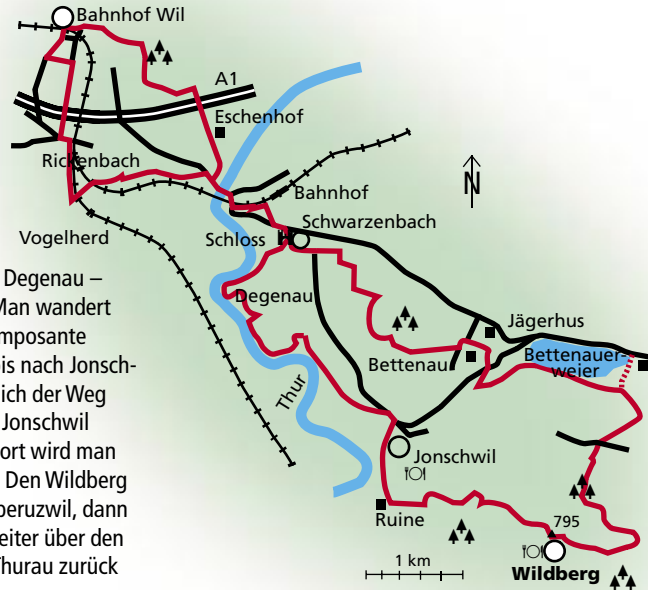 Bahnhof Wil
A1
Eschenhof
Rickenbach
N
Bahnhof
Schwarzenbach
Vogelherd
Schloss
Degenau –
Man wandert
mposante
bis nach Jonsch-
ich der Weg
Jonschwil
ort wird man
. Den Wildberg
beruzwil, dann
eiter über den
Thurau zurück
Degenau
Jägerhus
Bettenau
Bettenauer-
weier
Thur
Jonschwil
Ruine
795
1 km
Wildberg